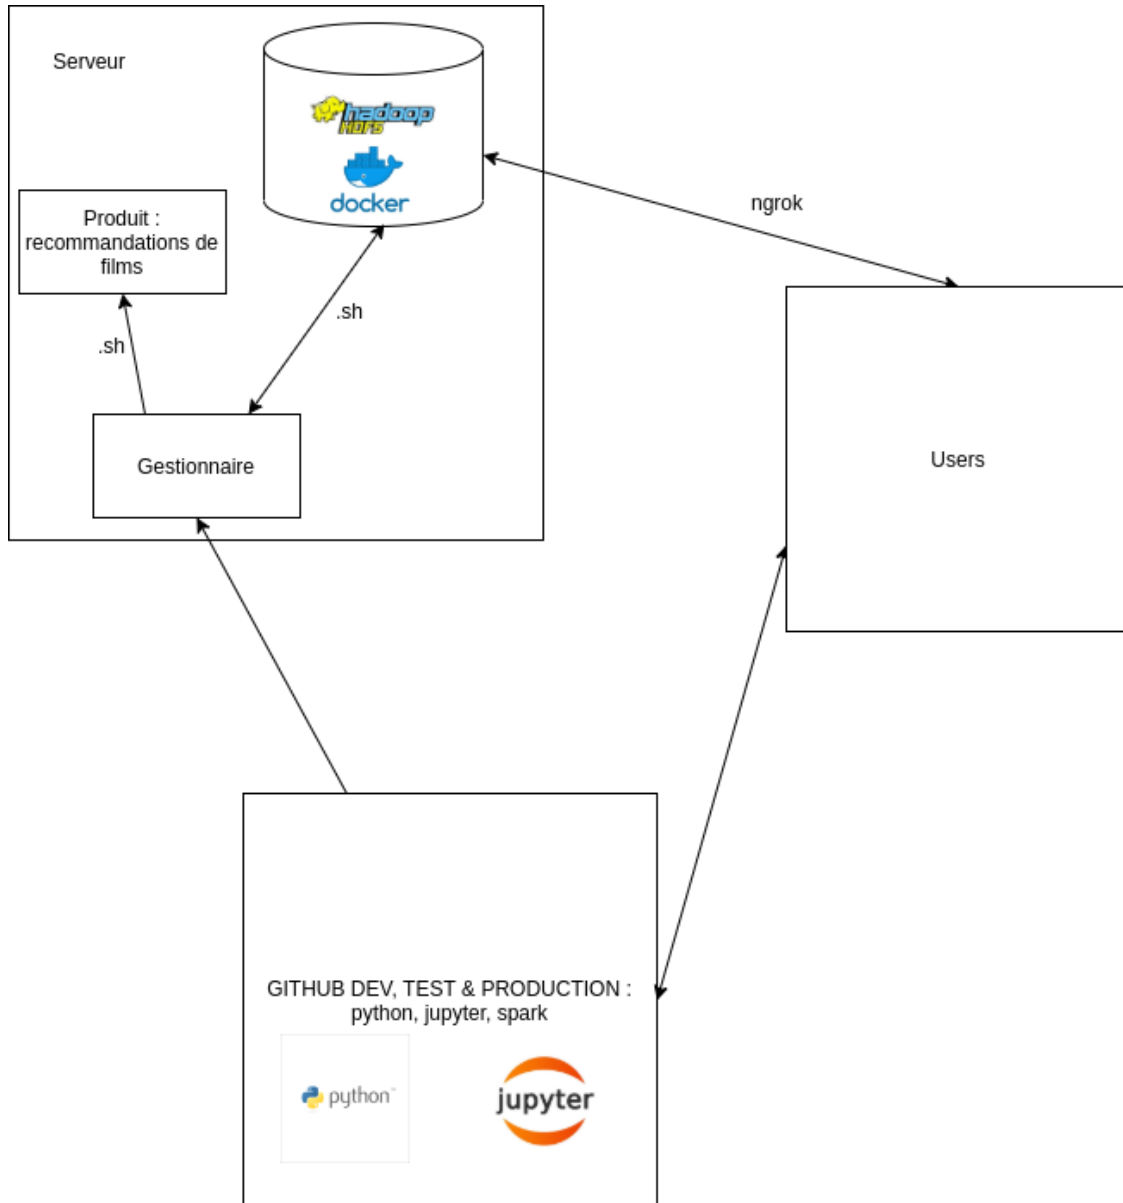 Serveur
hadoop
HDFS
docker
Produit :
recommandations de
films
ngrok
.sh
.sh
Gestionnaire
Users
GITHUB DEV, TEST & PRODUCTION :
python, jupyter, spark
python™
jupyter